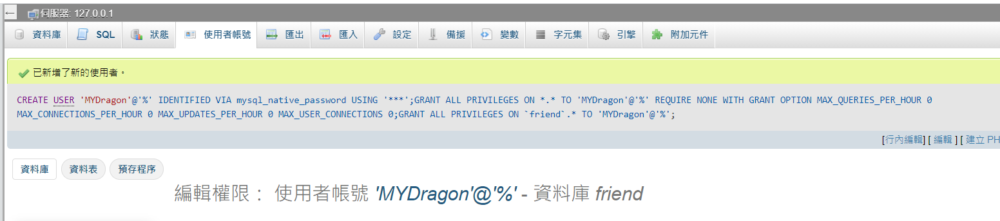 伺服器: 127.0.0.1
資料庫 SQL 狀態 使用者帳號 匯出 匯入 設定 備援 變數 字元集 引擎 附加元件
已新增了新的使用者。
CREATE USER 'MYDragon'@'%' IDENTIFIED VIA mysql_native_password USING '***';GRANT ALL PRIVILEGES ON *.* TO 'MYDragon'@'%' REQUIRE NONE WITH GRANT OPTION MAX_QUERIES_PER_HOUR 0
MAX_CONNECTIONS_PER_HOUR 0 MAX_UPDATES_PER_HOUR 0 MAX_USER_CONNECTIONS 0;GRANT ALL PRIVILEGES ON `friend`.* TO 'MYDragon'@'%';
[行內編輯] [ 編輯 ] [ 建立 PH
資料庫 資料表 預存程序
編輯權限： 使用者帳號 'MYDragon'@'%' - 資料庫 friend